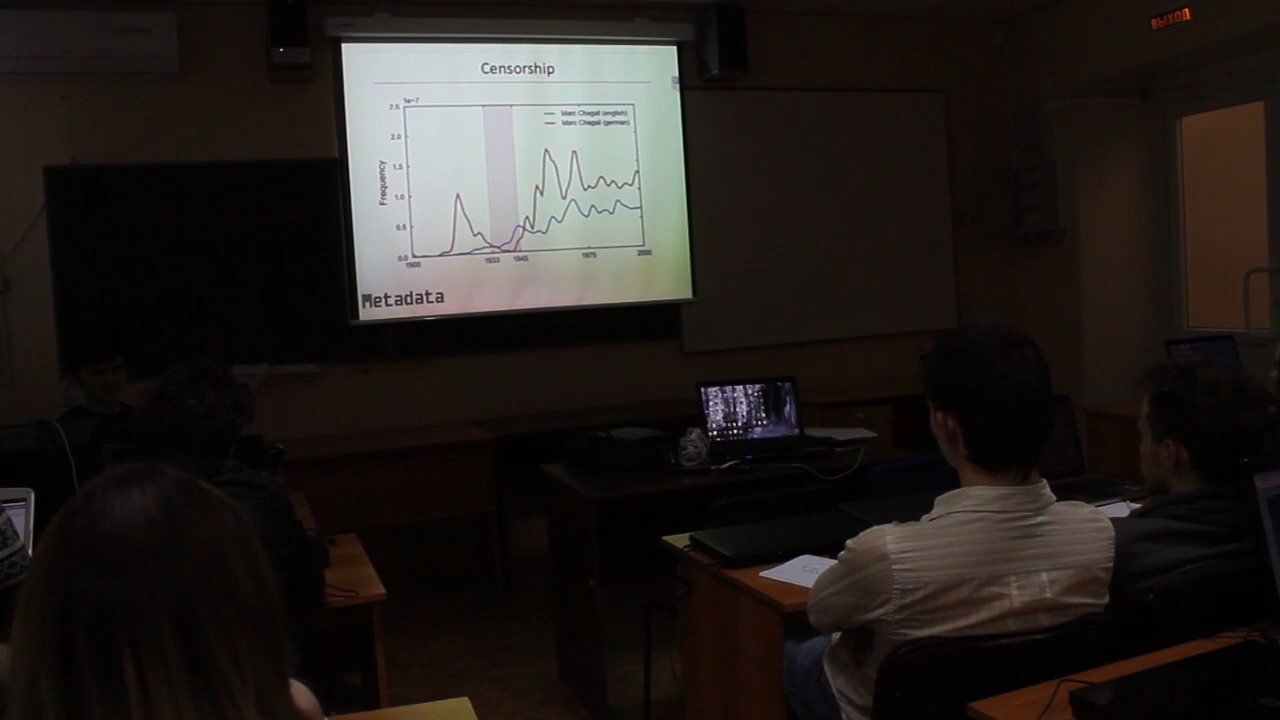 ВЫХОД
Censorship
1e-7
Marc Chagall (english)
Marc Chagall (german)
Frequency
2.5
2.0
1.5
1.0
0.5
0.0
1900
1933
1945
1975
2000
Metadata